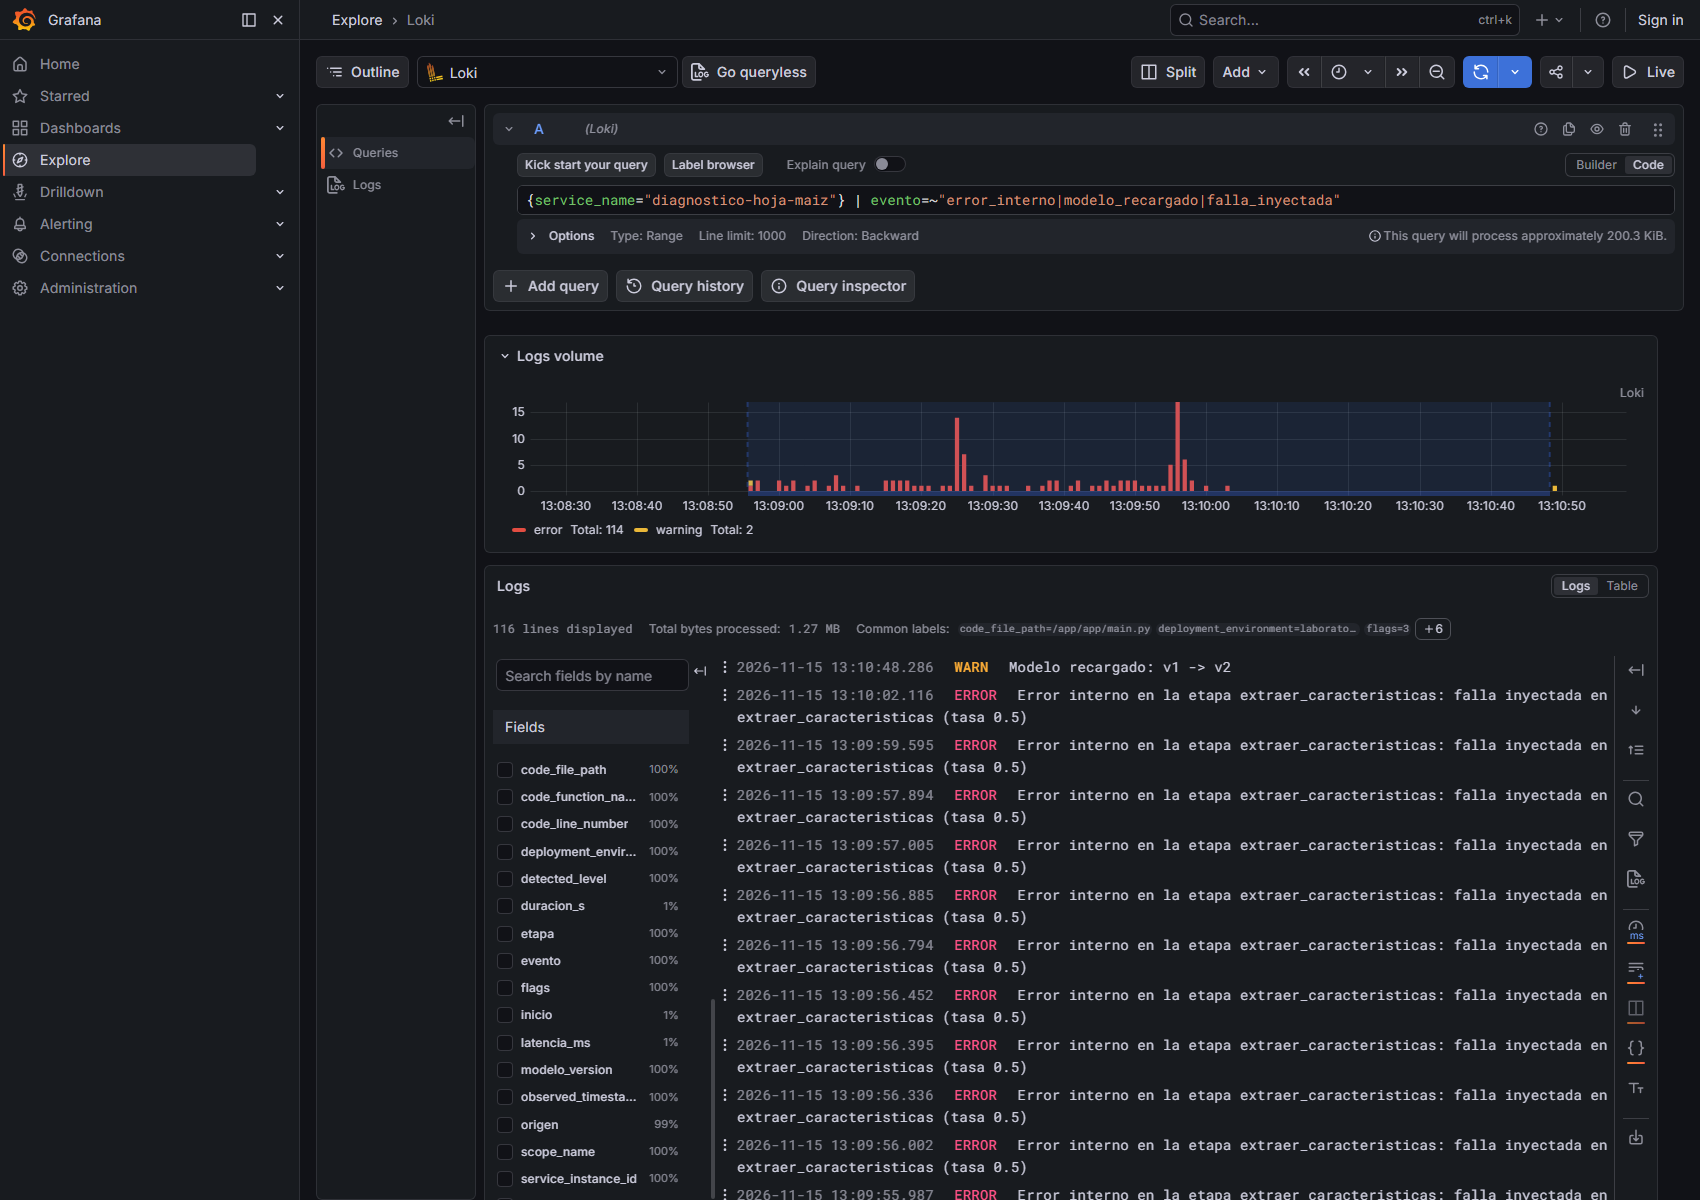 Grafana
Home
Starred
Dashboards
Explore
Drilldown
Alerting
Connections
Administration
Explore › Loki
Search...
ctrl+k
Sign in
Outline
Loki
Go queryless
Split
Add
Live
Queries
Logs
A (Loki)
Kick start your query
Label browser
Explain query
Builder
Code
{service_name="diagnostico-hoja-maiz"} | evento=~"error_interno|modelo_recargado|falla_inyectada"
Options Type: Range Line limit: 1000 Direction: Backward
This query will process approximately 200.3 KiB.
Add query
Query history
Query inspector
Logs volume
Loki
15
10
5
0
13:08:30 13:08:40 13:08:50 13:09:00 13:09:10 13:09:20 13:09:30 13:09:40 13:09:50 13:10:00 13:10:10 13:10:20 13:10:30 13:10:40 13:10:50
error Total: 114 warning Total: 2
Logs
Logs
Table
116 lines displayed Total bytes processed: 1.27 MB Common labels: code_file_path=/app/app/main.py deployment_environment=laborato… flags=3 +6
Search fields by name
Fields
code_file_path 100%
code_function_na... 100%
code_line_number 100%
deployment_envir... 100%
detected_level 100%
duracion_s 1%
etapa 100%
evento 100%
flags 100%
inicio 1%
latencia_ms 1%
modelo_version 100%
observed_timesta... 100%
origen 99%
scope_name 100%
service_instance_id 100%
2026-11-15 13:10:48.286 WARN Modelo recargado: v1 -> v2
2026-11-15 13:10:02.116 ERROR Error interno en la etapa extraer_caracteristicas: falla inyectada en
extraer_caracteristicas (tasa 0.5)
2026-11-15 13:09:59.595 ERROR Error interno en la etapa extraer_caracteristicas: falla inyectada en
extraer_caracteristicas (tasa 0.5)
2026-11-15 13:09:57.894 ERROR Error interno en la etapa extraer_caracteristicas: falla inyectada en
extraer_caracteristicas (tasa 0.5)
2026-11-15 13:09:57.005 ERROR Error interno en la etapa extraer_caracteristicas: falla inyectada en
extraer_caracteristicas (tasa 0.5)
2026-11-15 13:09:56.885 ERROR Error interno en la etapa extraer_caracteristicas: falla inyectada en
extraer_caracteristicas (tasa 0.5)
2026-11-15 13:09:56.794 ERROR Error interno en la etapa extraer_caracteristicas: falla inyectada en
extraer_caracteristicas (tasa 0.5)
2026-11-15 13:09:56.452 ERROR Error interno en la etapa extraer_caracteristicas: falla inyectada en
extraer_caracteristicas (tasa 0.5)
2026-11-15 13:09:56.395 ERROR Error interno en la etapa extraer_caracteristicas: falla inyectada en
extraer_caracteristicas (tasa 0.5)
2026-11-15 13:09:56.336 ERROR Error interno en la etapa extraer_caracteristicas: falla inyectada en
extraer_caracteristicas (tasa 0.5)
2026-11-15 13:09:56.002 ERROR Error interno en la etapa extraer_caracteristicas: falla inyectada en
extraer_caracteristicas (tasa 0.5)
2026-11-15 13:09:55.987 ERROR Error interno en la etapa extraer_caracteristicas: falla inyectada en